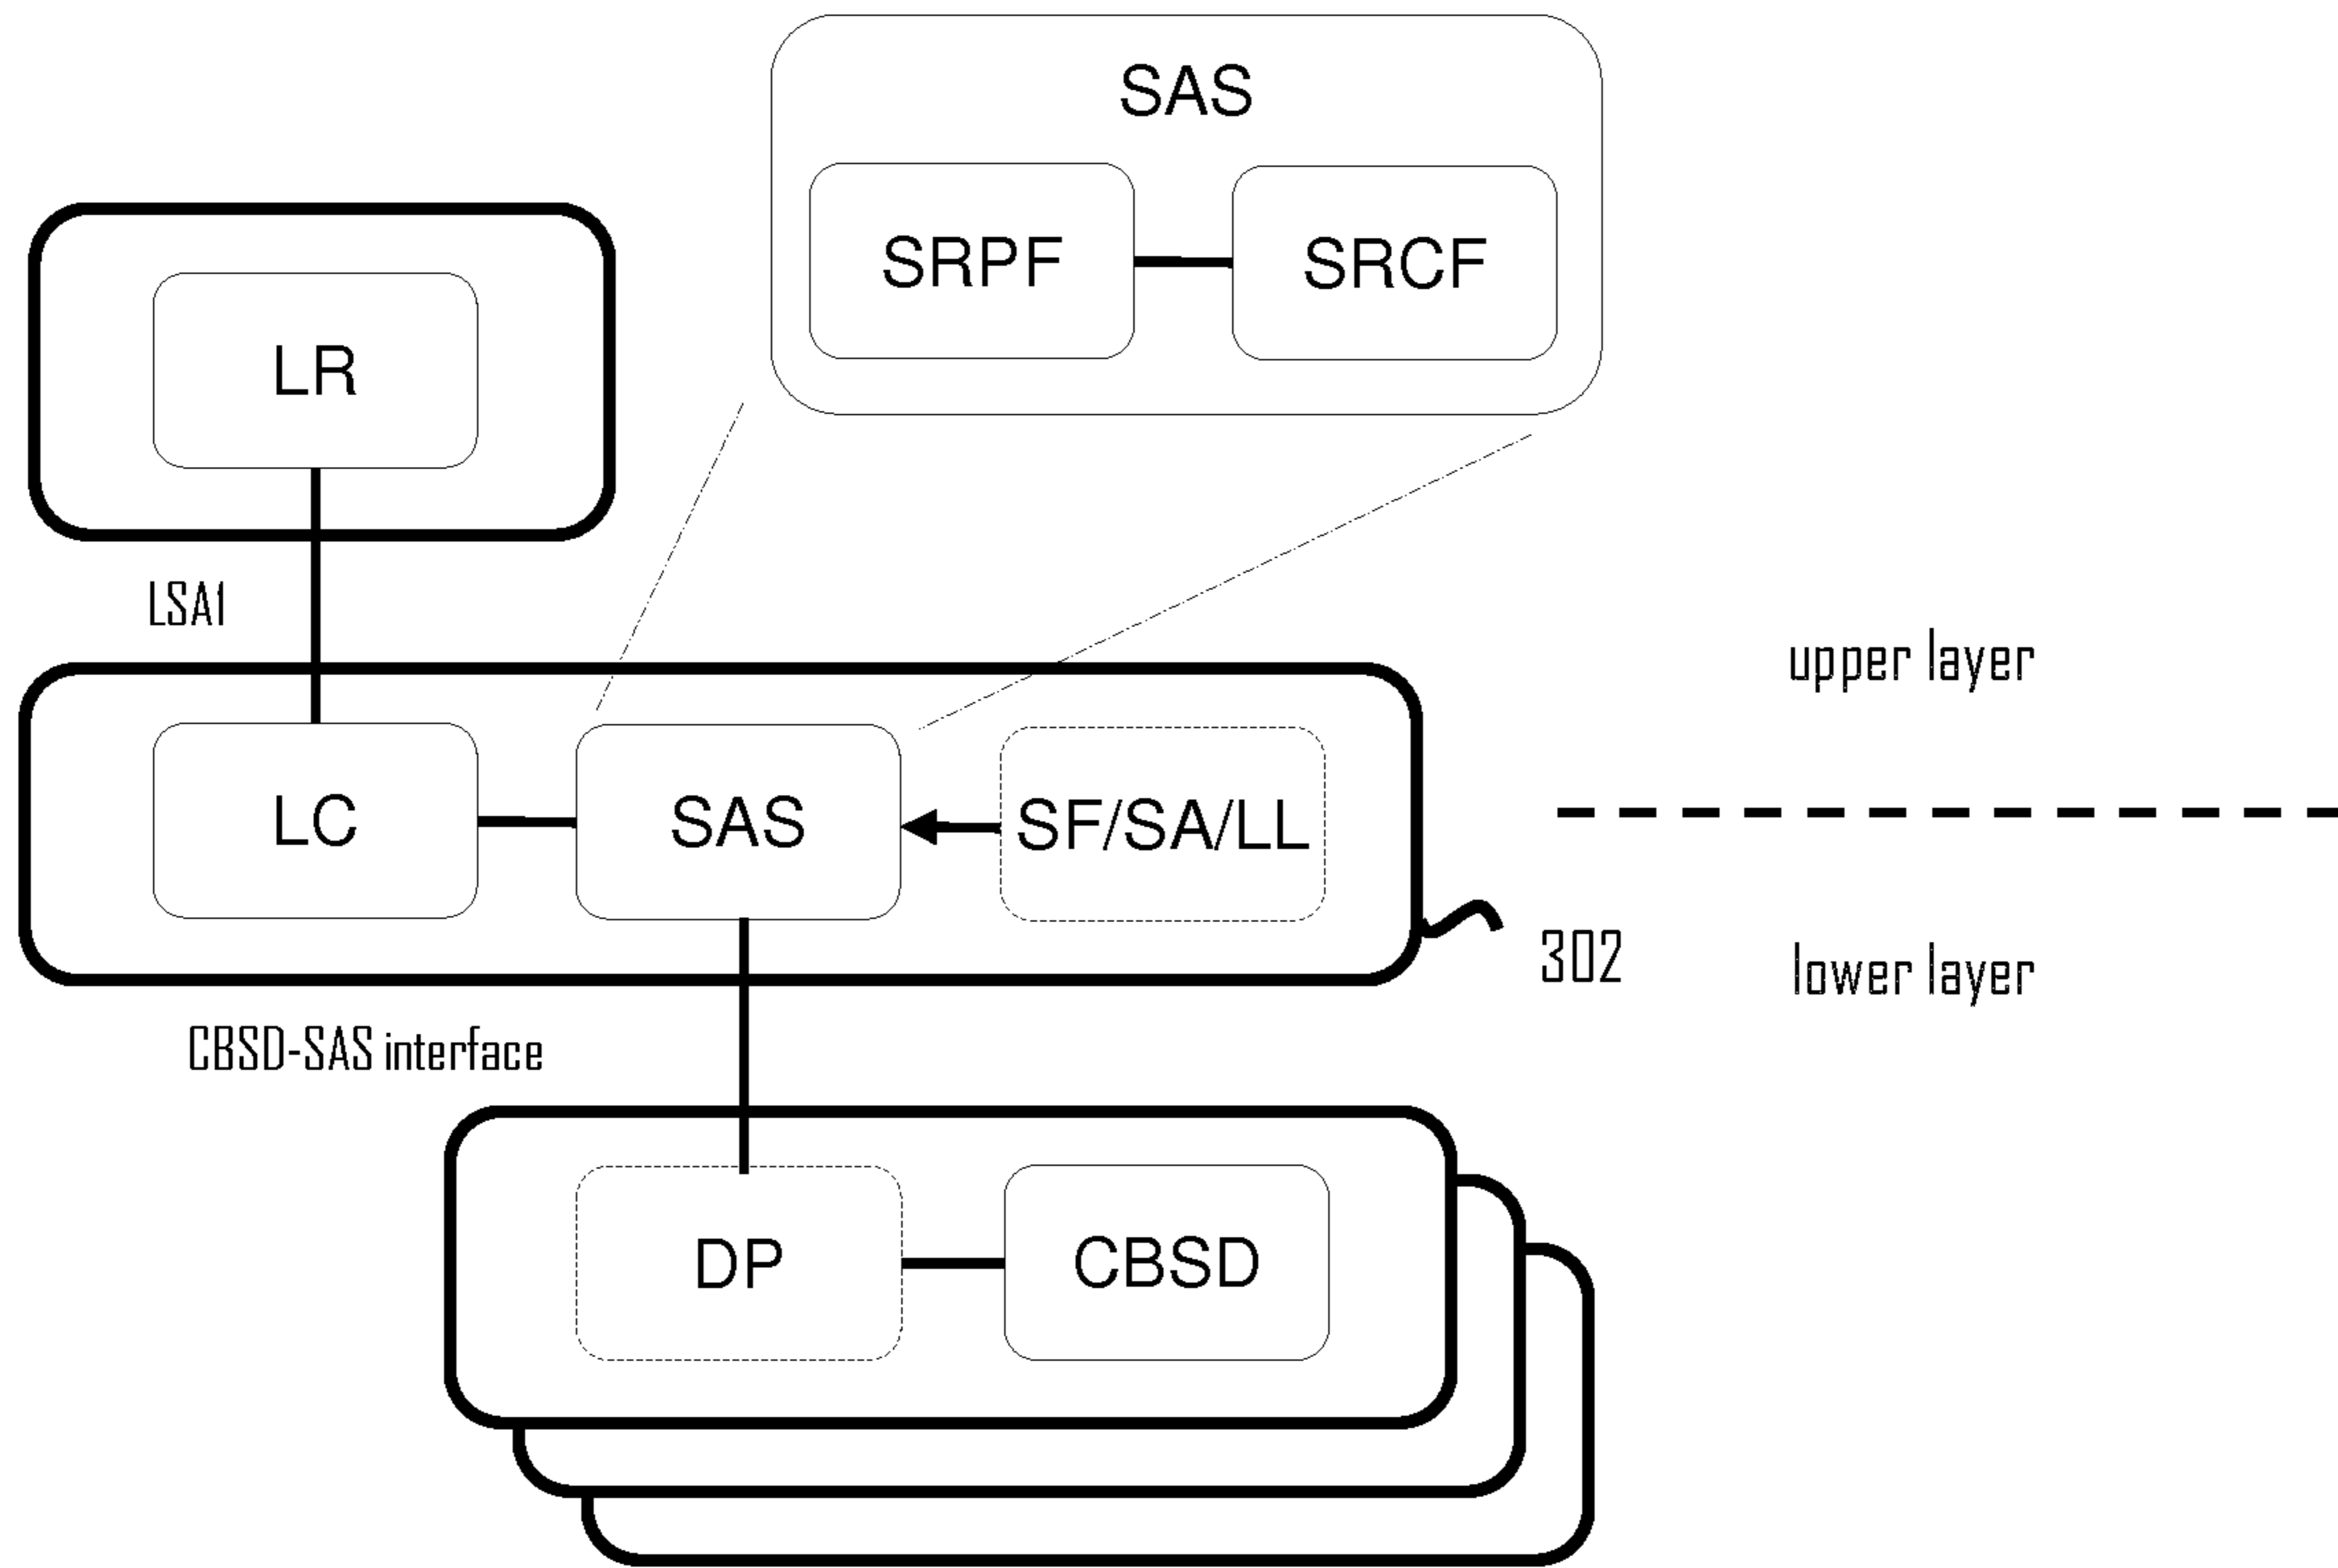 SAS
SRPF
SRCF
LR
LSA1
upper layer
LC
SAS
SF/SA/LL
302
lower layer
CBSD-SAS interface
DP
CBSD